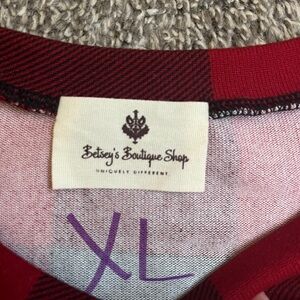 Betsey's Boutique Shop
UNIQUELY DIFFERENT
XL